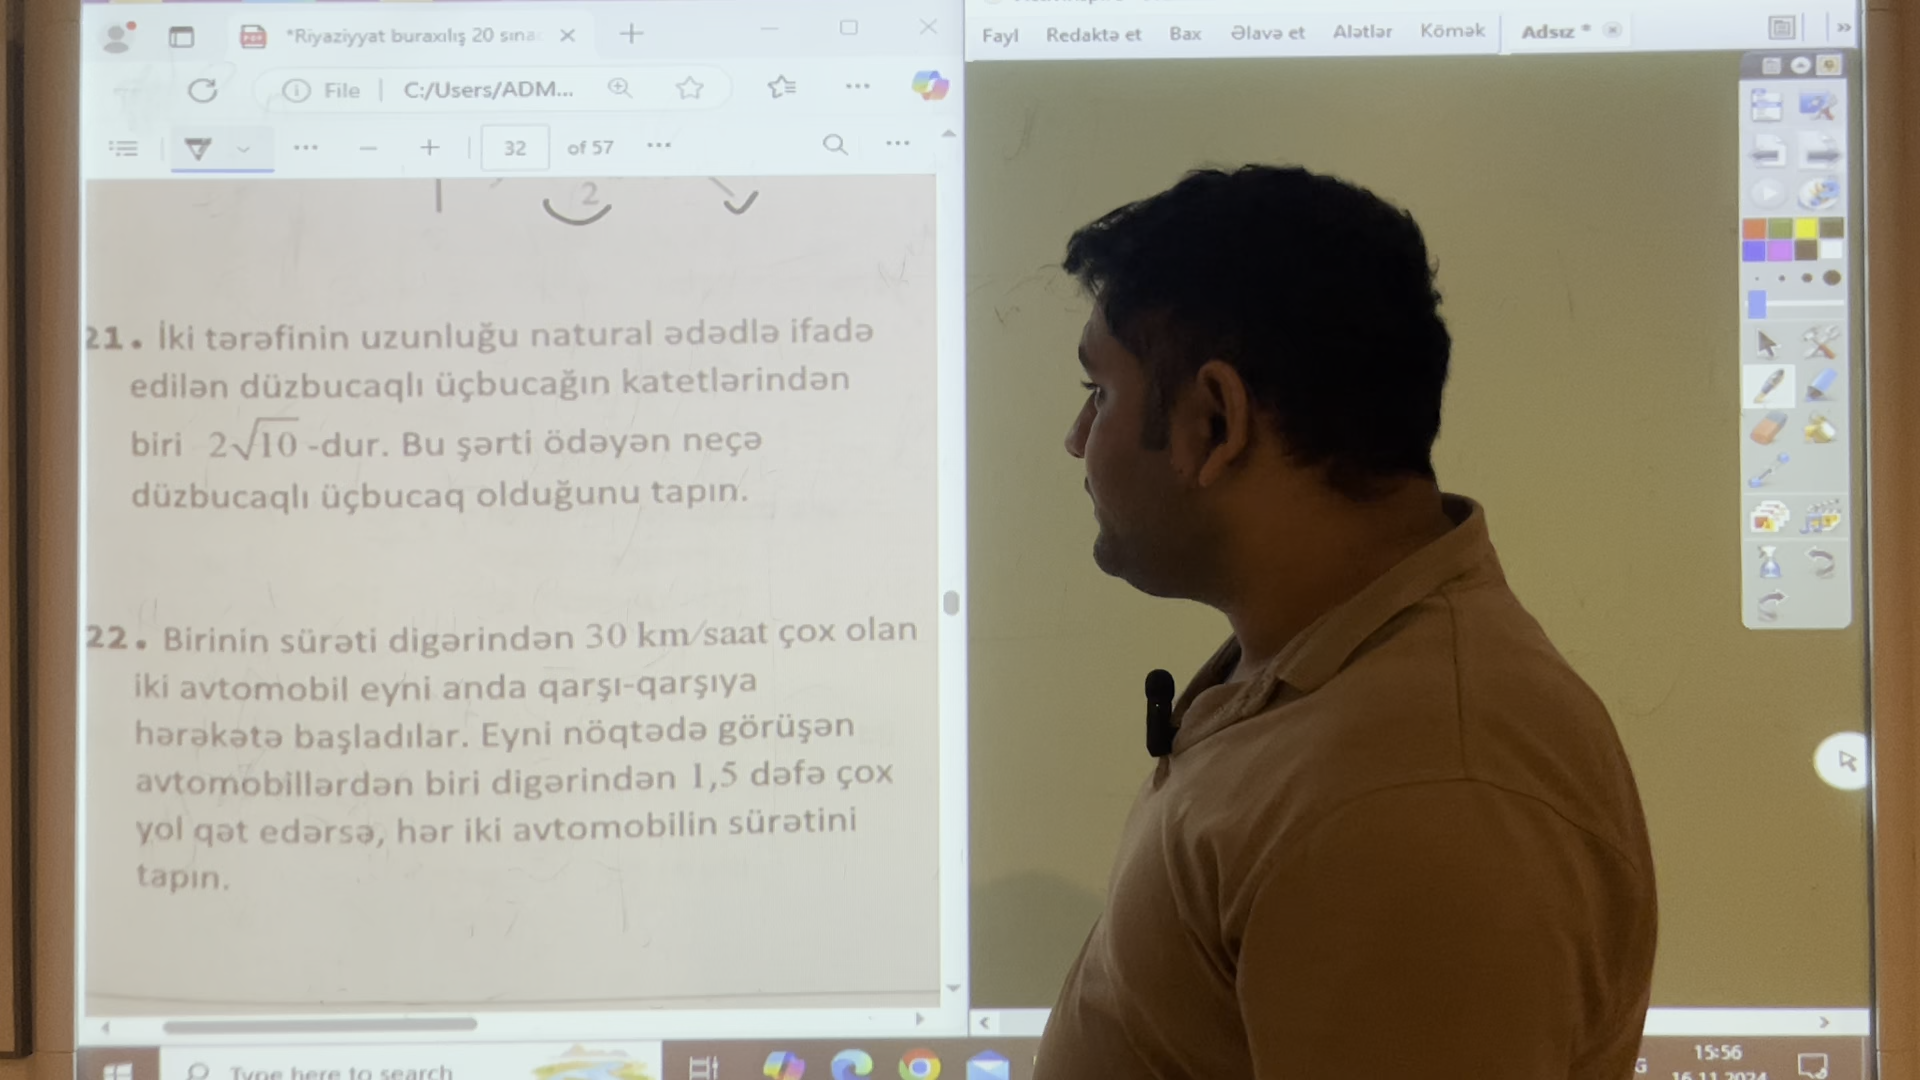 *Riyaziyyat buraxılış 20 sına
File
C:/Users/ADM...
32 of 57
2
21. İki tərəfinin uzunluğu natural ədədlə ifadə
edilən düzbucaqlı üçbucağın katetlərindən
biri 2√10 -dur. Bu şərti ödəyən neçə
düzbucaqlı üçbucaq olduğunu tapın.
22. Birinin sürəti digərindən 30 km/saat çox olan
iki avtomobil eyni anda qarşı-qarşıya
hərəkətə başladılar. Eyni nöqtədə görüşən
avtomobillərdən biri digərindən 1,5 dəfə çox
yol qət edərsə, hər iki avtomobilin sürətini
tapın.
Fayl Redaktə et Bax Əlavə et Alətlər Kömək Adsız *
Type here to search
G 15:56
16.11.2024